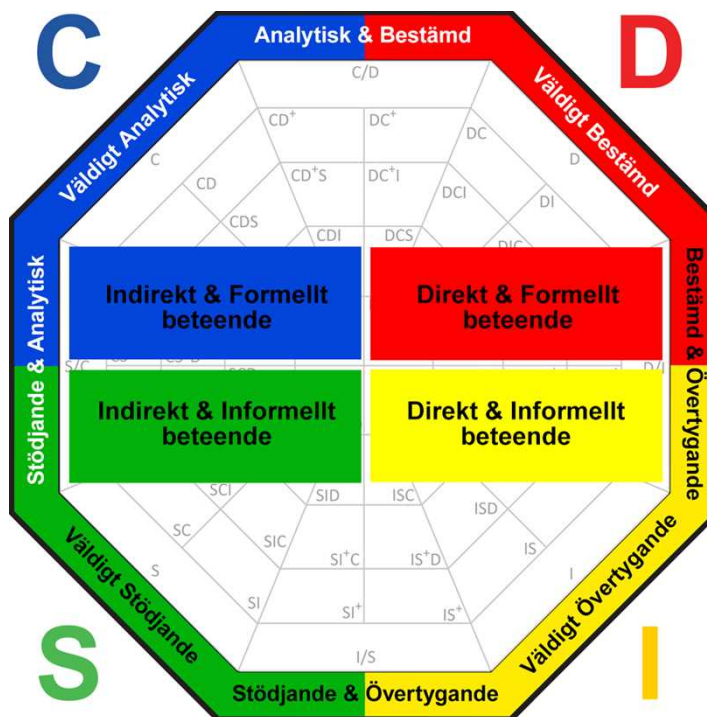 C
Analytisk & Bestämd
D
Väldigt Analytisk
Väldigt Bestämd
C/D
CD⁺
DC⁺
DC
C
D
CD
CD⁺S
DC⁺I
DCI
DI
CDS
CDI
DCS
Indirekt & Formellt
beteende
Direkt & Formellt
beteende
Stödjande & Analytisk
Bestämd & Övertygande
S/C
Indirekt & Informellt
beteende
Direkt & Informellt
beteende
SCI
SID
ISC
ISD
SC
SIC
SI⁺C
IS⁺D
IS
S
I
SI
SI⁺
IS⁺
I/S
Väldigt Stödjande
Väldigt Övertygande
S
Stödjande & Övertygande
I